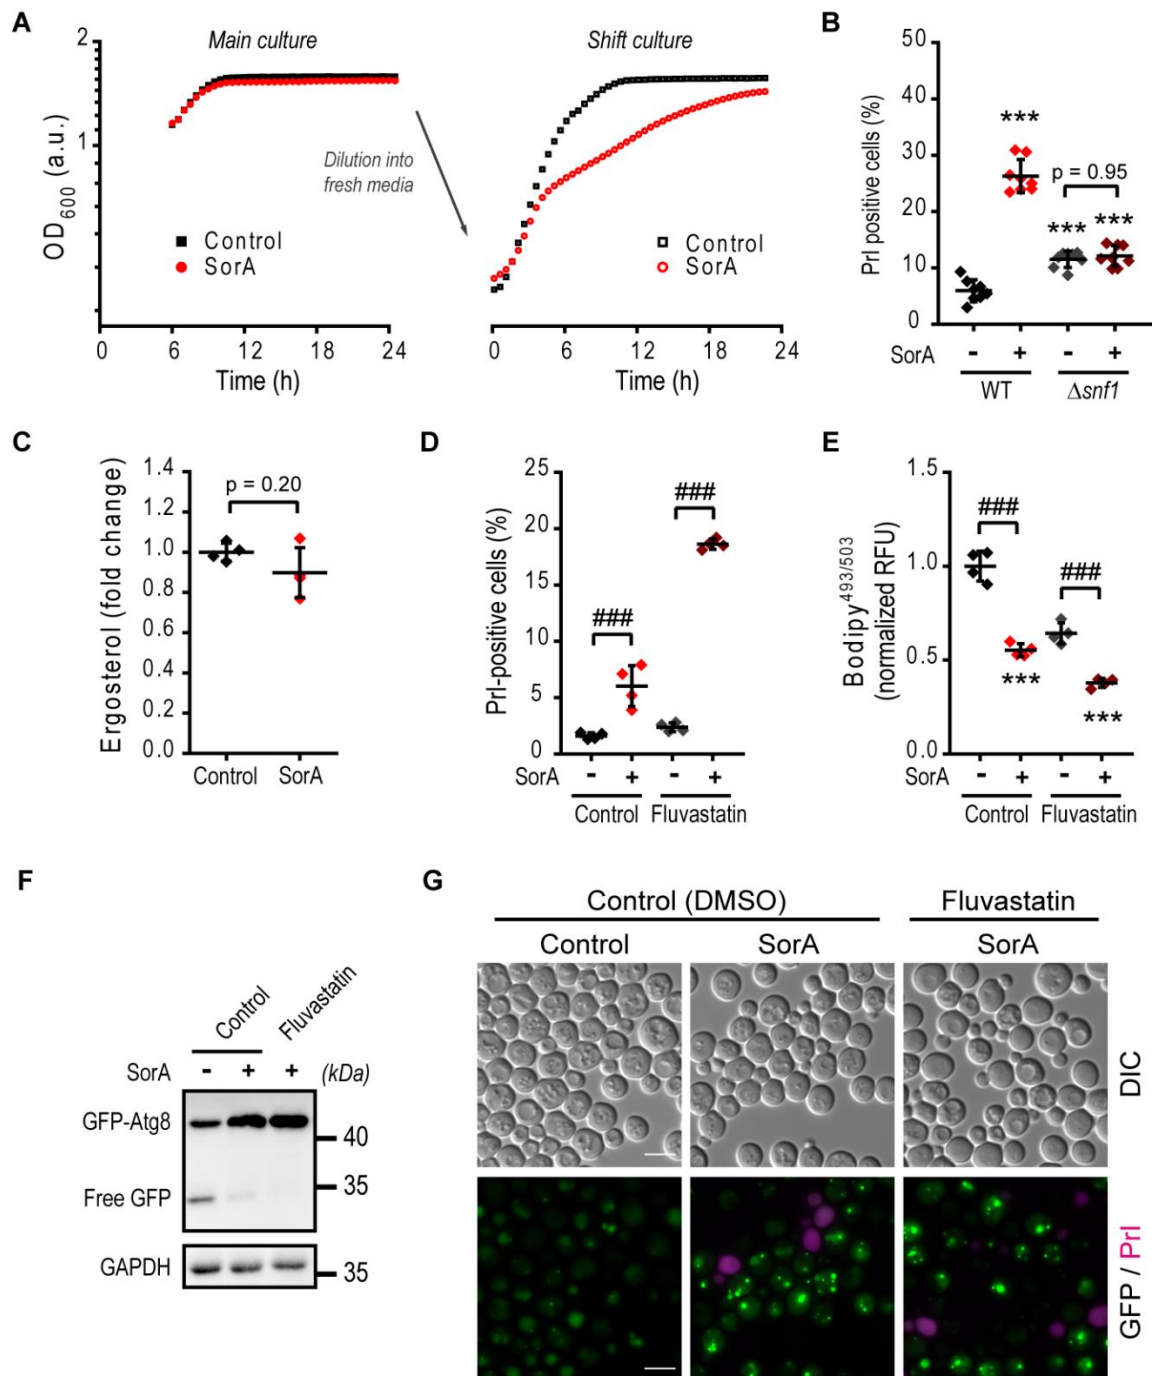 A
Main culture
Shift culture
OD600 (a.u.)
2
1
Dilution into
fresh media
Control
SorA
Control
SorA
0 6 12 18 24
0 6 12 18 24
Time (h)
Time (h)
B
PrI positive cells (%)
50
40
30
20
10
0
***
p = 0.95
*** ***
SorA - + - +
WT Δsnf1
C
Ergosterol (fold change)
1.4
1.2
1.0
0.8
0.6
0.4
0.2
0.0
p = 0.20
Control SorA
D
PrI-positive cells (%)
25
20
15
10
5
0
###
###
SorA - + - +
Control Fluvastatin
E
Bodipy493/503
(normalized RFU)
1.5
1.0
0.5
0.0
###
###
***
***
SorA - + - +
Control Fluvastatin
F
Control Fluvastatin
SorA - + + (kDa)
GFP-Atg8
40
35
Free GFP
GAPDH
35
G
Control (DMSO) Fluvastatin
Control SorA SorA
DIC
GFP / PrI